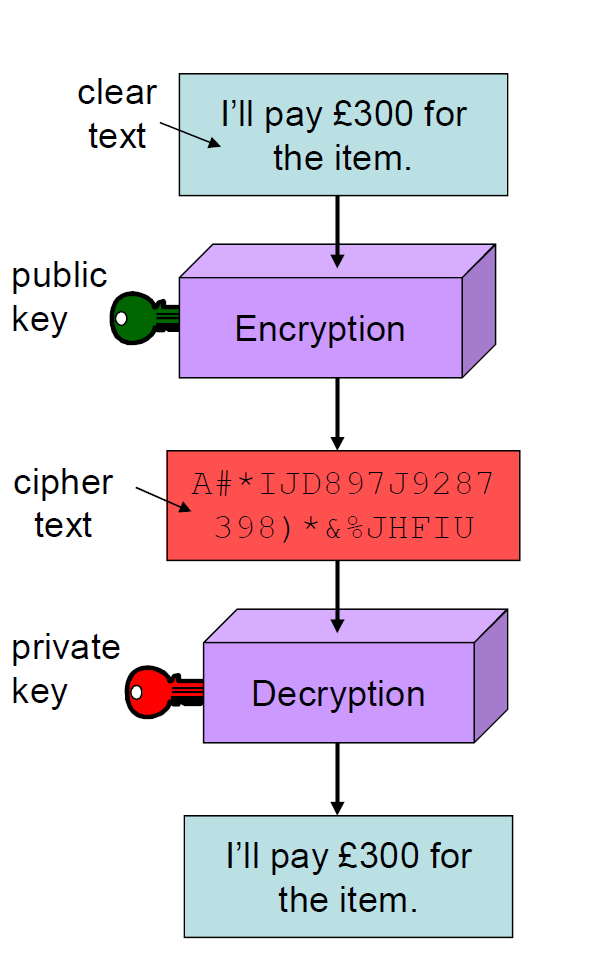 clear
text
I’ll pay £300 for
the item.
public
key
Encryption
cipher
text
A#*IJD897J9287
398)*&%JHFIU
private
key
Decryption
I’ll pay £300 for
the item.